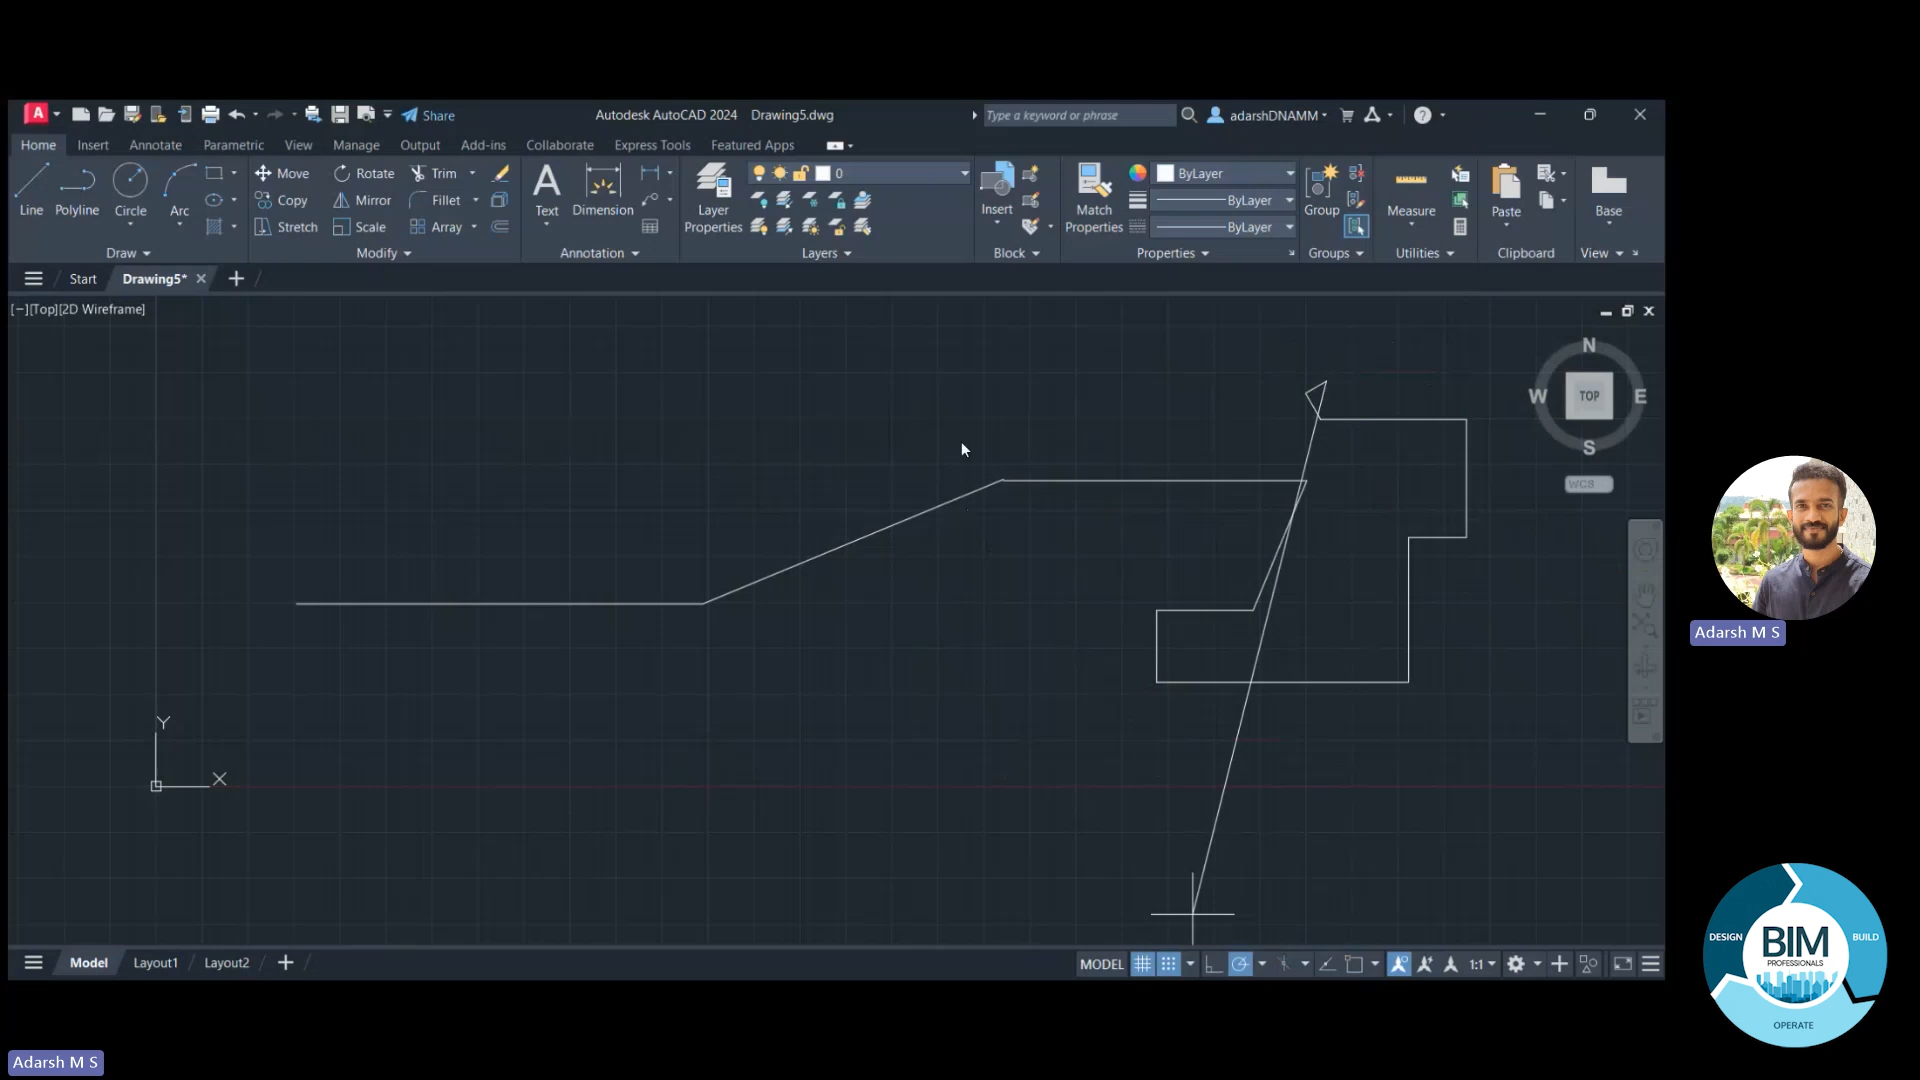 Share
Autodesk AutoCAD 2024 Drawing5.dwg
Type a keyword or phrase
adarshDNAMM
Home Insert Annotate Parametric View Manage Output Add-ins Collaborate Express Tools Featured Apps
Line Polyline Circle Arc
Move Rotate Trim
Copy Mirror Fillet
Stretch Scale Array
Text Dimension
Layer Properties
0
Insert
Match Properties
ByLayer
ByLayer
ByLayer
Group
Measure
Paste
Base
Draw Modify Annotation Layers Block Properties Groups Utilities Clipboard View
Start Drawing5*
[−][Top][2D Wireframe]
N
W TOP E
S
WCS
Y
X
Model Layout1 Layout2
MODEL 1:1
Adarsh M S
DESIGN BUILD
BIM
PROFESSIONALS
OPERATE
Adarsh M S